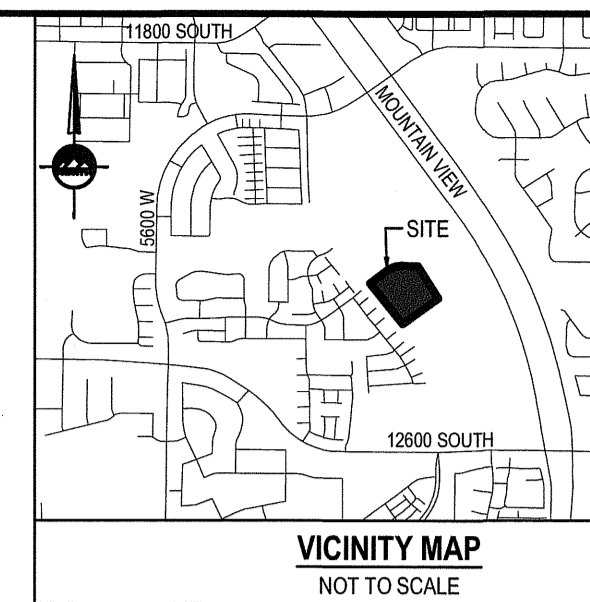 11800 SOUTH
MOUNTAIN VIEW
5600 W
SITE
12600 SOUTH
VICINITY MAP
NOT TO SCALE